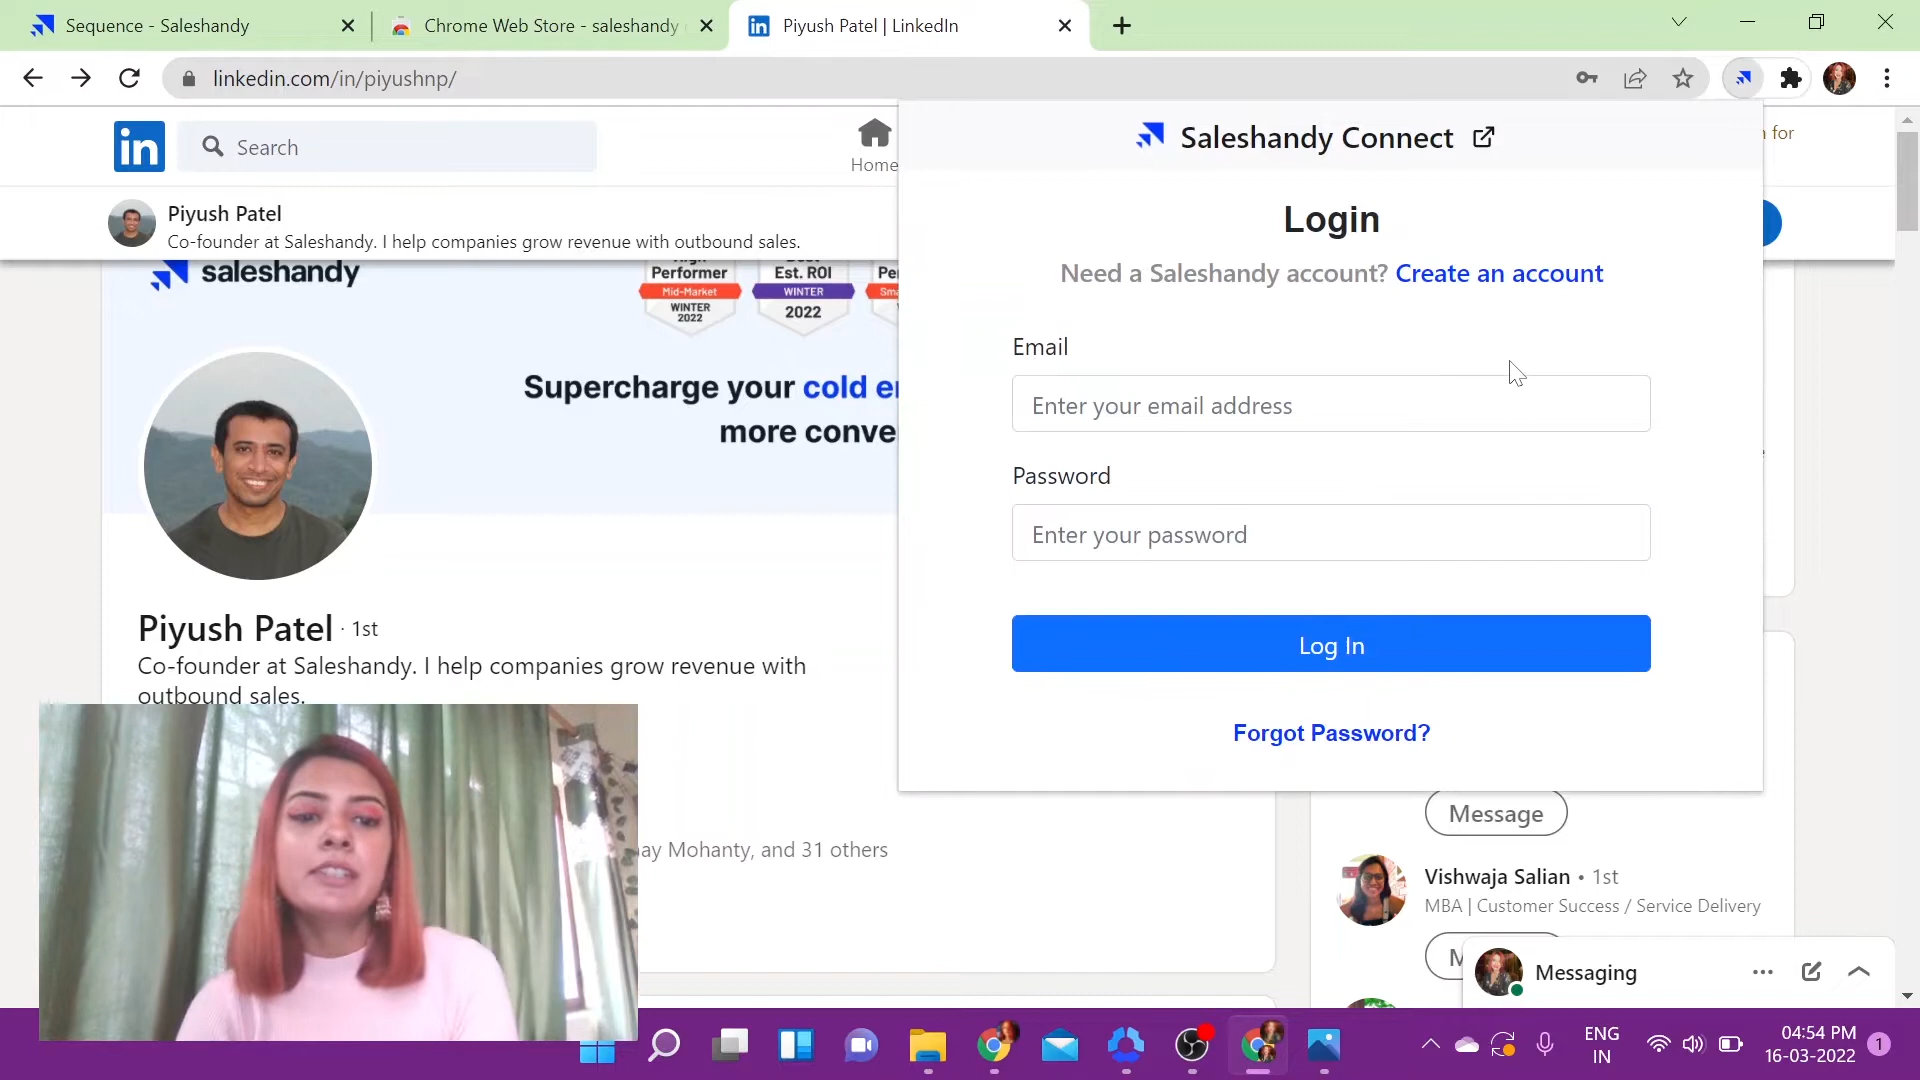 Sequence - Saleshandy
Chrome Web Store - saleshandy
Piyush Patel | LinkedIn
linkedin.com/in/piyushnp/
in
Search
Home
Saleshandy Connect
for
Piyush Patel
Co-founder at Saleshandy. I help companies grow revenue with outbound sales.
Login
Need a Saleshandy account? Create an account
saleshandy
Performer
Mid-Market
WINTER
2022
Est. ROI
WINTER
2022
Supercharge your cold
more
Email
Enter your email address
Password
Enter your password
Log In
Forgot Password?
Piyush Patel · 1st
Co-founder at Saleshandy. I help companies grow revenue with
outbound sales.
Mohanty, and 31 others
Message
Vishwaja Salian • 1st
MBA | Customer Success / Service Delivery
Messaging
ENG
IN
04:54 PM
16-03-2022
1